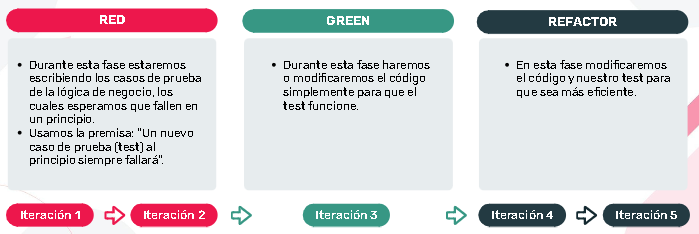 RED
• Durante esta fase estaremos
escribiendo los casos de prueba
de la lógica de negocio, los
cuales esperamos que fallen en
un principio.
• Usamos la premisa: "Un nuevo
caso de prueba (test) al
principio siempre fallará".
GREEN
• Durante esta fase haremos
o modificaremos el código
simplemente para que el
test funcione.
REFACTOR
• En esta fase modificaremos
el código y nuestro test para
que sea más eficiente.
Iteración 1
Iteración 2
Iteración 3
Iteración 4
Iteración 5